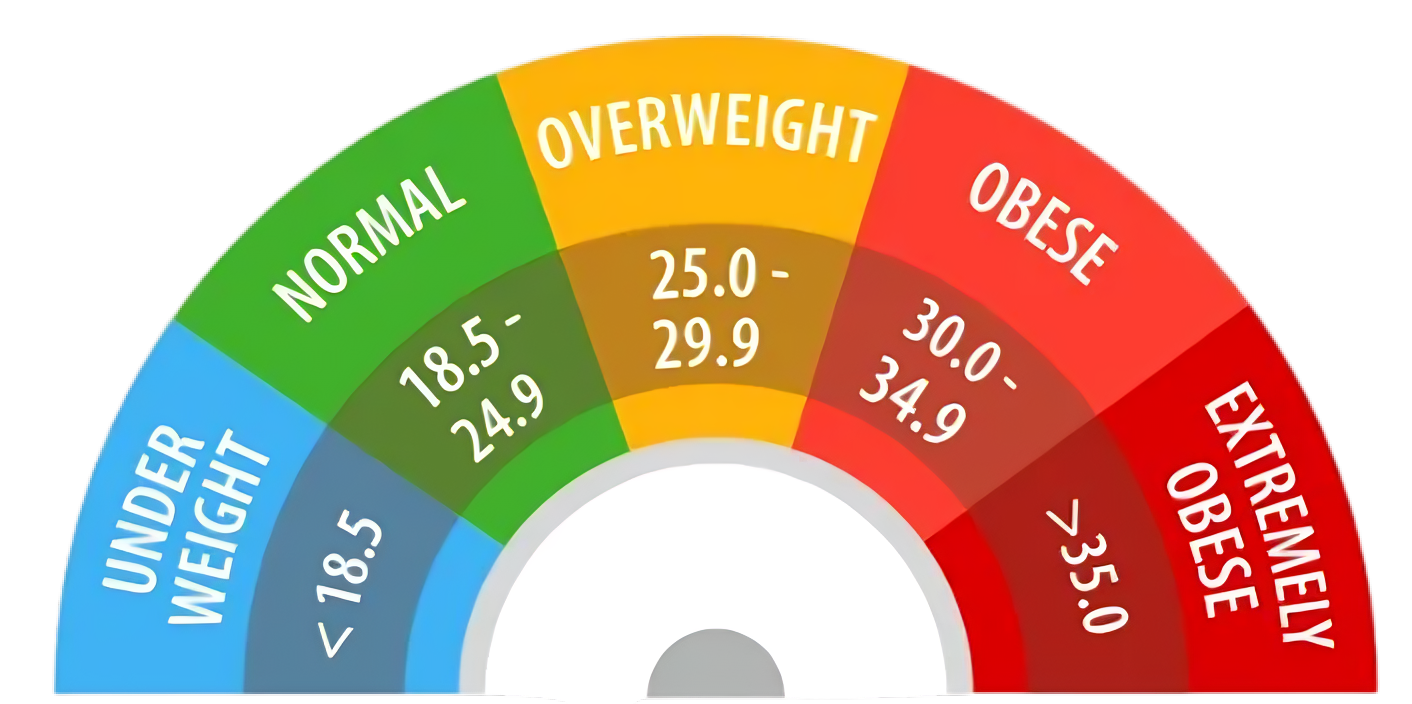 UNDER
WEIGHT
< 18.5
NORMAL
18.5 -
24.9
OVERWEIGHT
25.0 -
29.9
OBESE
30.0 -
34.9
EXTREMELY
OBESE
>35.0